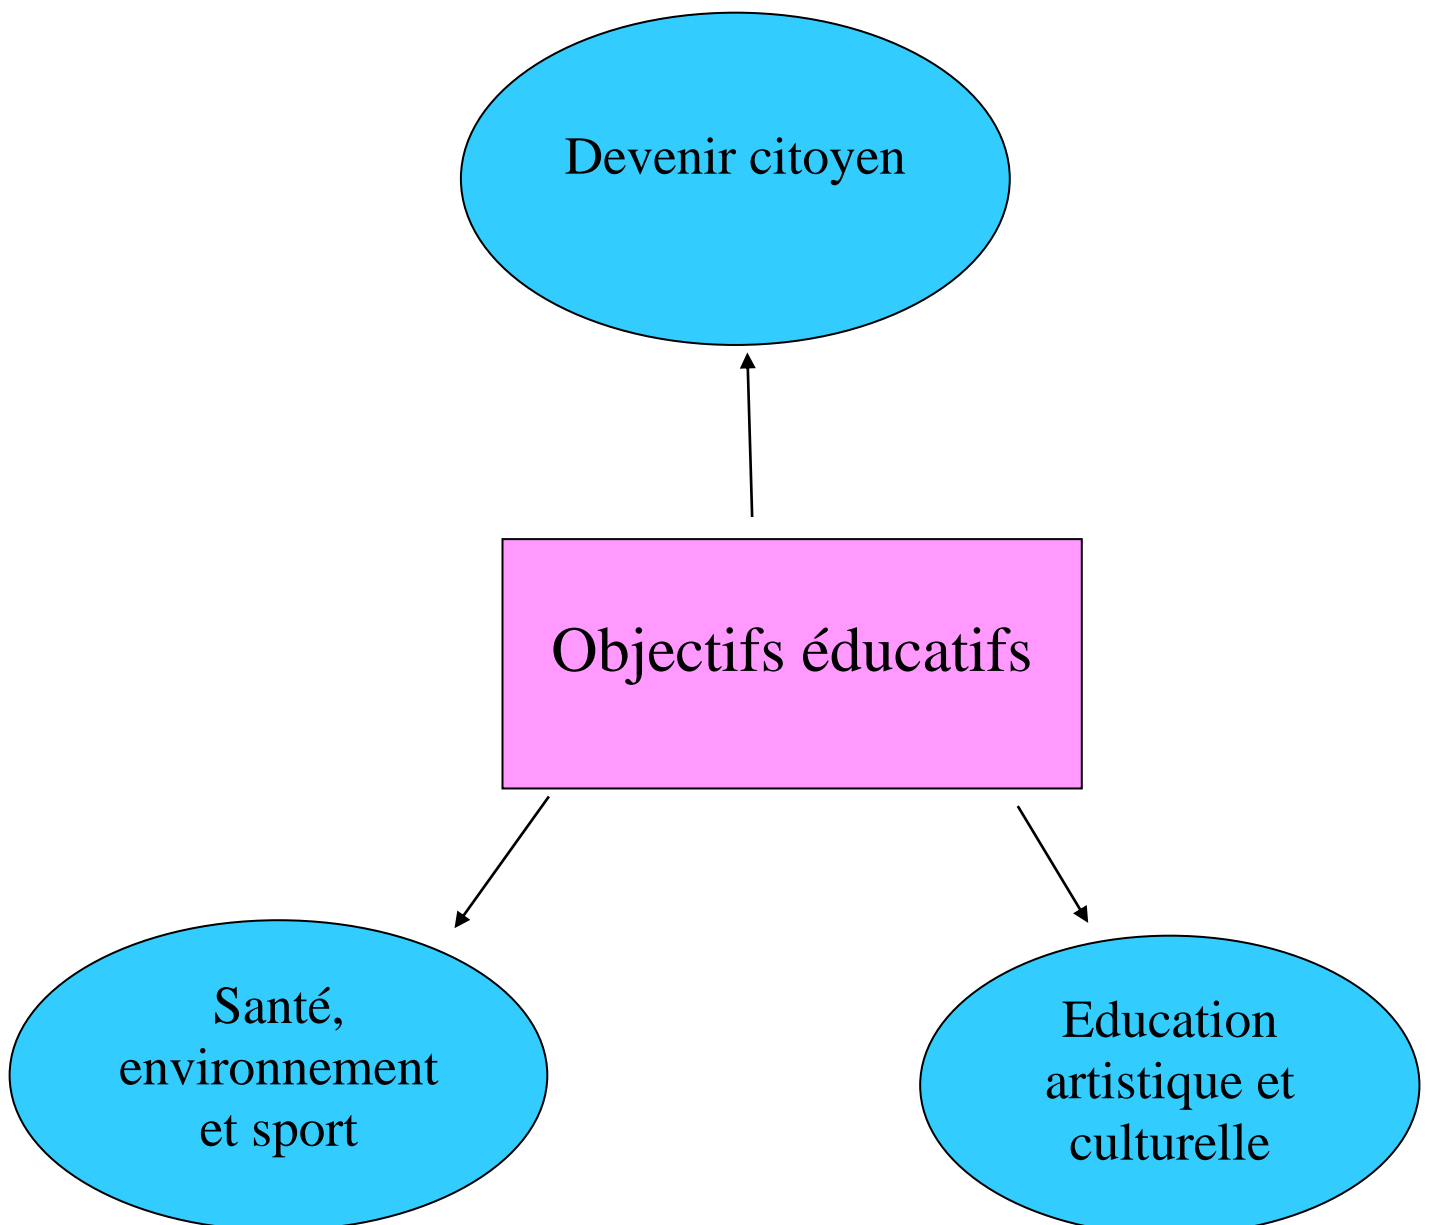 Devenir citoyen
Objectifs éducatifs
Santé,
environnement
et sport
Education
artistique et
culturelle